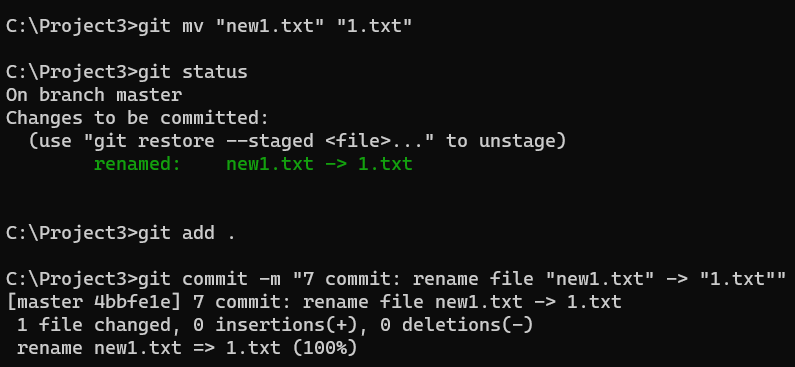 C:\Project3>git mv "new1.txt" "1.txt"
C:\Project3>git status
On branch master
Changes to be committed:
  (use "git restore --staged <file>..." to unstage)
        renamed:    new1.txt -> 1.txt
C:\Project3>git add .
C:\Project3>git commit -m "7 commit: rename file "new1.txt" -> "1.txt""
[master 4bbfe1e] 7 commit: rename file new1.txt -> 1.txt
 1 file changed, 0 insertions(+), 0 deletions(-)
 rename new1.txt => 1.txt (100%)